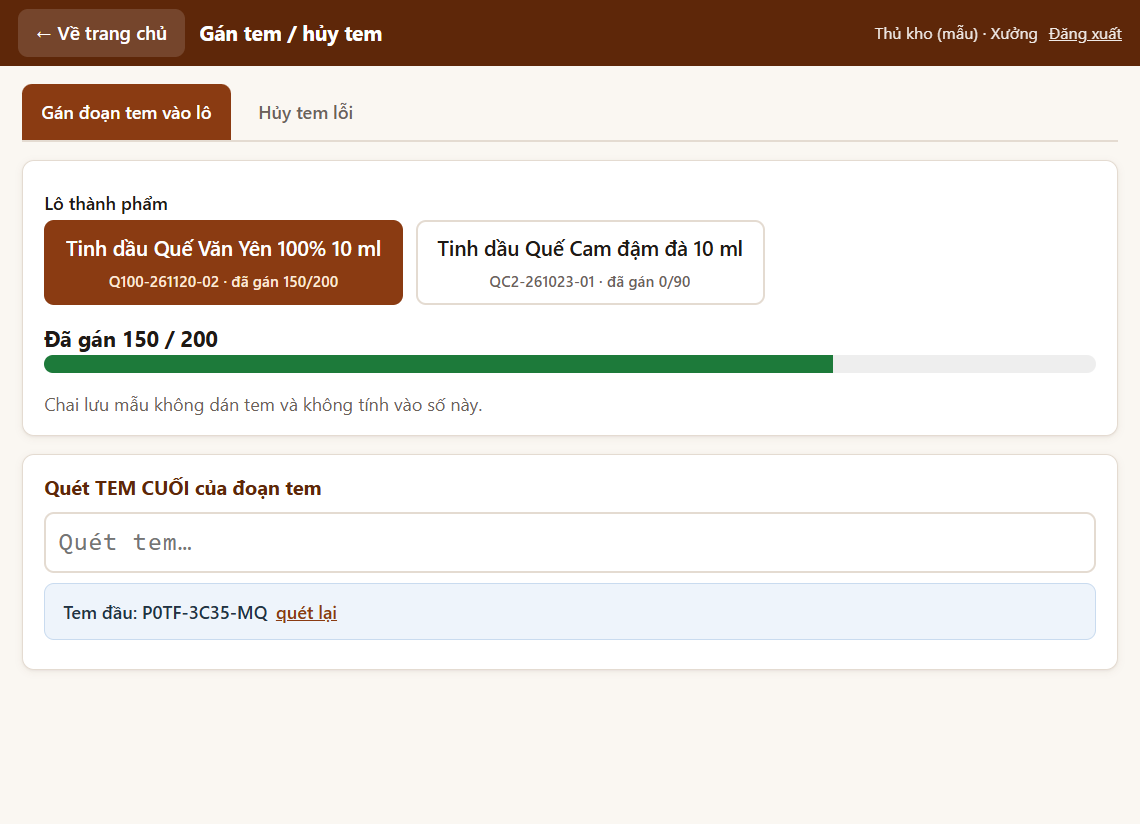 ← Về trang chủ
Gán tem / hủy tem
Thủ kho (mẫu) · Xưởng
Đăng xuất
Gán đoạn tem vào lô
Hủy tem lỗi
Lô thành phẩm
Tinh dầu Quế Văn Yên 100% 10 ml
Q100-261120-02 · đã gán 150/200
Tinh dầu Quế Cam đậm đà 10 ml
QC2-261023-01 · đã gán 0/90
Đã gán 150 / 200
Chai lưu mẫu không dán tem và không tính vào số này.
Quét TEM CUỐI của đoạn tem
Quét tem…
Tem đầu: P0TF-3C35-MQ quét lại